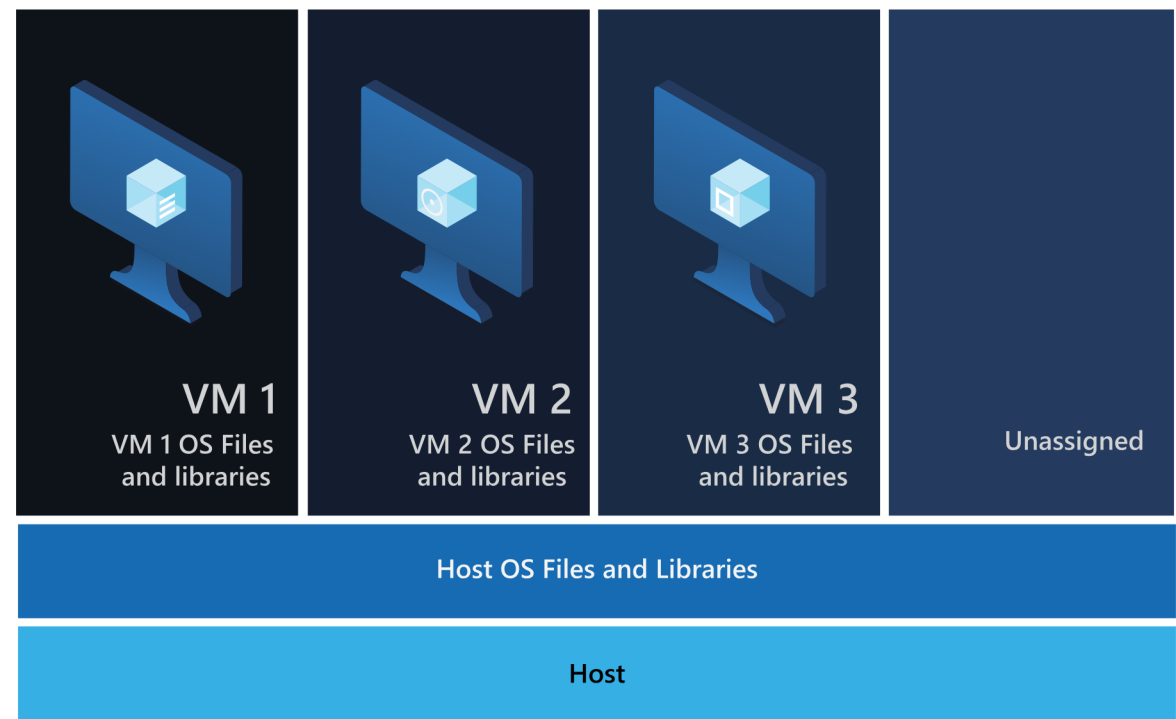 VM 1
VM 1 OS Files
and libraries
VM 2
VM 2 OS Files
and libraries
VM 3
VM 3 OS Files
and libraries
Unassigned
Host OS Files and Libraries
Host